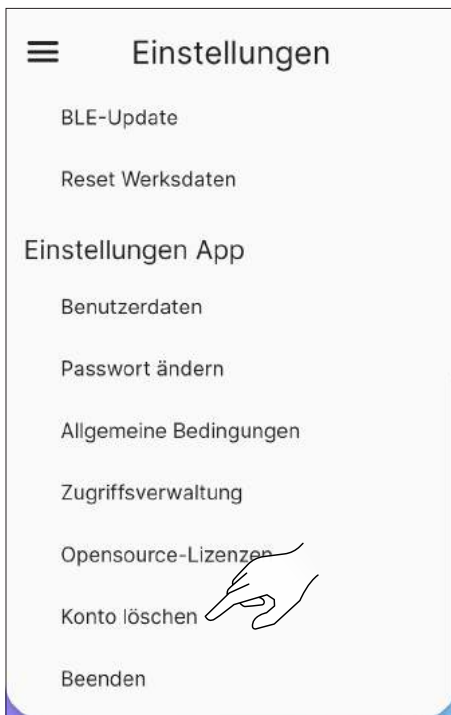 Einstellungen
BLE-Update
Reset Werksdaten
Einstellungen App
Benutzerdaten
Passwort ändern
Allgemeine Bedingungen
Zugriffsverwaltung
Opensource-Lizenzen
Konto löschen
Beenden